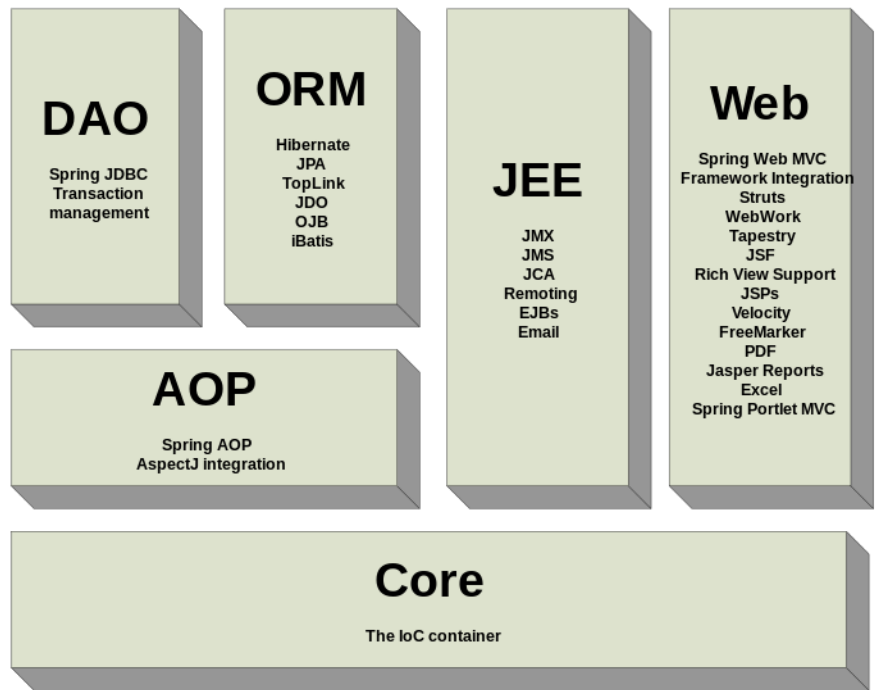 DAO
Spring JDBC
Transaction
management
ORM
Hibernate
JPA
TopLink
JDO
OJB
iBatis
JEE
JMX
JMS
JCA
Remoting
EJBs
Email
Web
Spring Web MVC
Framework Integration
Struts
WebWork
Tapestry
JSF
Rich View Support
JSPs
Velocity
FreeMarker
PDF
Jasper Reports
Excel
Spring Portlet MVC
AOP
Spring AOP
AspectJ integration
Core
The IoC container